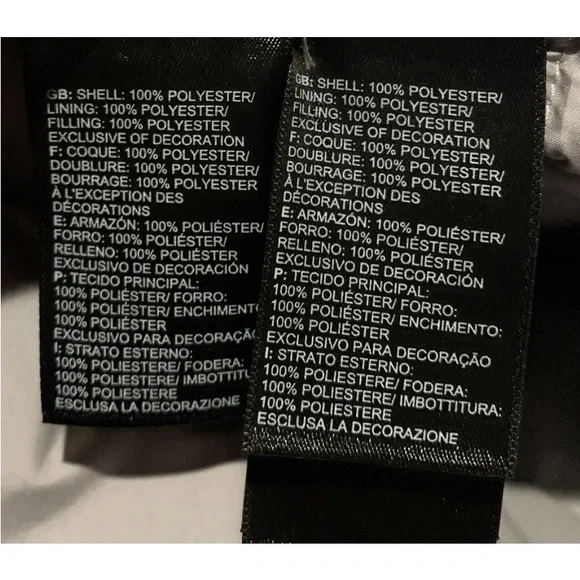 GB: SHELL: 100% POLYESTER/
LINING: 100% POLYESTER/
FILLING: 100% POLYESTER
EXCLUSIVE OF DECORATION
F: COQUE: 100% POLYESTER/
DOUBLURE: 100% POLYESTER/
BOURRAGE: 100% POLYESTER
À L'EXCEPTION DES
DÉCORATIONS
E: ARMAZÓN: 100% POLIÉSTER/
FORRO: 100% POLIÉSTER/
RELLENO: 100% POLIÉSTER
EXCLUSIVO DE DECORACIÓN
P: TECIDO PRINCIPAL:
100% POLIÉSTER/ FORRO:
100% POLIÉSTER/ ENCHIMENTO:
100% POLIÉSTER
EXCLUSIVO PARA DECORAÇÃO
I: STRATO ESTERNO:
100% POLIESTERE/ FODERA:
100% POLIESTERE/ IMBOTTITU
100% POLIESTERE
ESCLUSA LA DECORAZIONE
GB: SHELL: 100% POLYESTER/
LINING: 100% POLYESTER/
FILLING: 100% POLYESTER
EXCLUSIVE OF DECORATION
F: COQUE: 100% POLYESTER/
DOUBLURE: 100% POLYESTER/
BOURRAGE: 100% POLYESTER
À L'EXCEPTION DES
DÉCORATIONS
E: ARMAZÓN: 100% POLIÉSTER/
FORRO: 100% POLIÉSTER/
RELLENO: 100% POLIÉSTER
EXCLUSIVO DE DECORACIÓN
P: TECIDO PRINCIPAL:
100% POLIÉSTER/ FORRO:
100% POLIÉSTER/ ENCHIMENTO:
100% POLIÉSTER
EXCLUSIVO PARA DECORAÇÃO
I: STRATO ESTERNO:
100% POLIESTERE/ FODERA:
100% POLIESTERE/ IMBOTTITURA:
100% POLIESTERE
ESCLUSA LA DECORAZIONE